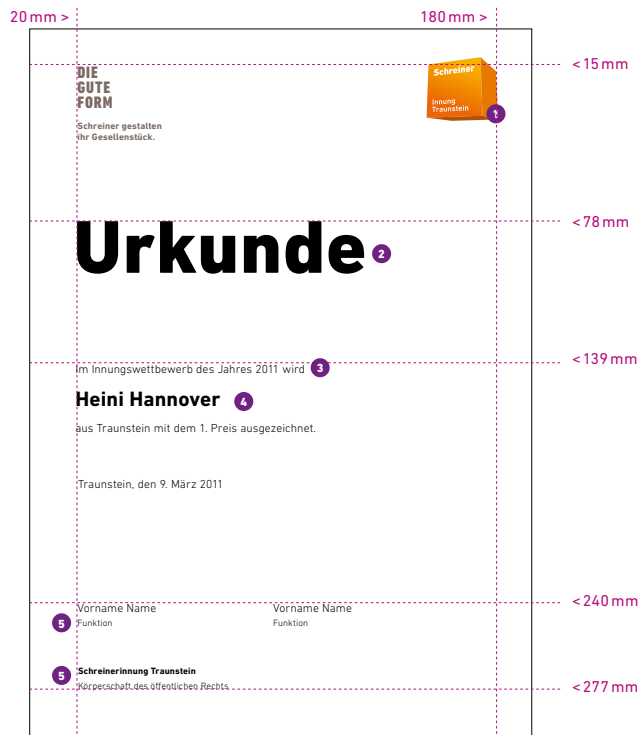 20 mm >
180 mm >
< 15 mm
DIE
GUTE
FORM
Schreiner gestalten
ihr Gesellenstück.
Schreiner
Innung
Traunstein
1
< 78 mm
Urkunde
2
< 139 mm
Im Innungswettbewerb des Jahres 2011 wird
3
Heini Hannover
4
aus Traunstein mit dem 1. Preis ausgezeichnet.
Traunstein, den 9. März 2011
< 240 mm
Vorname Name
Vorname Name
5
Funktion
Funktion
5
Schreinerinnung Traunstein
Körperschaft des öffentlichen Rechts
< 277 mm